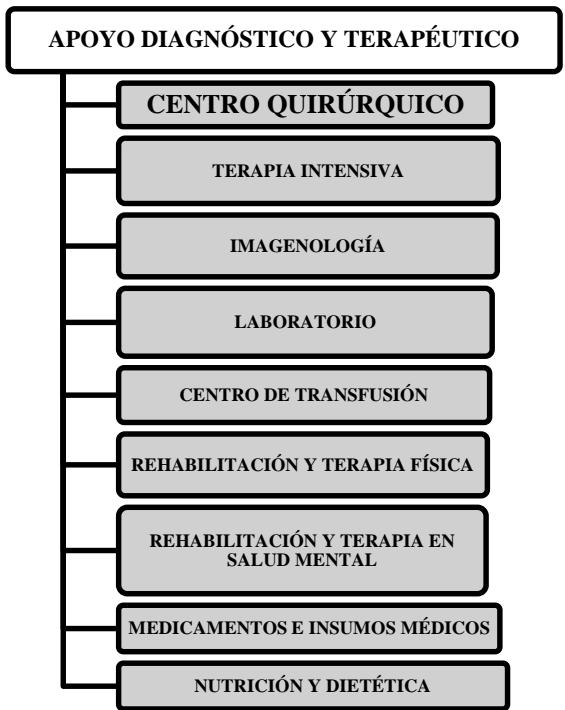 APOYO DIAGNÓSTICO Y TERAPÉUTICO
CENTRO QUIRÚRQUICO
TERAPIA INTENSIVA
IMAGENOLOGÍA
LABORATORIO
CENTRO DE TRANSFUSIÓN
REHABILITACIÓN Y TERAPIA FÍSICA
REHABILITACIÓN Y TERAPIA EN
SALUD MENTAL
MEDICAMENTOS E INSUMOS MÉDICOS
NUTRICIÓN Y DIETÉTICA